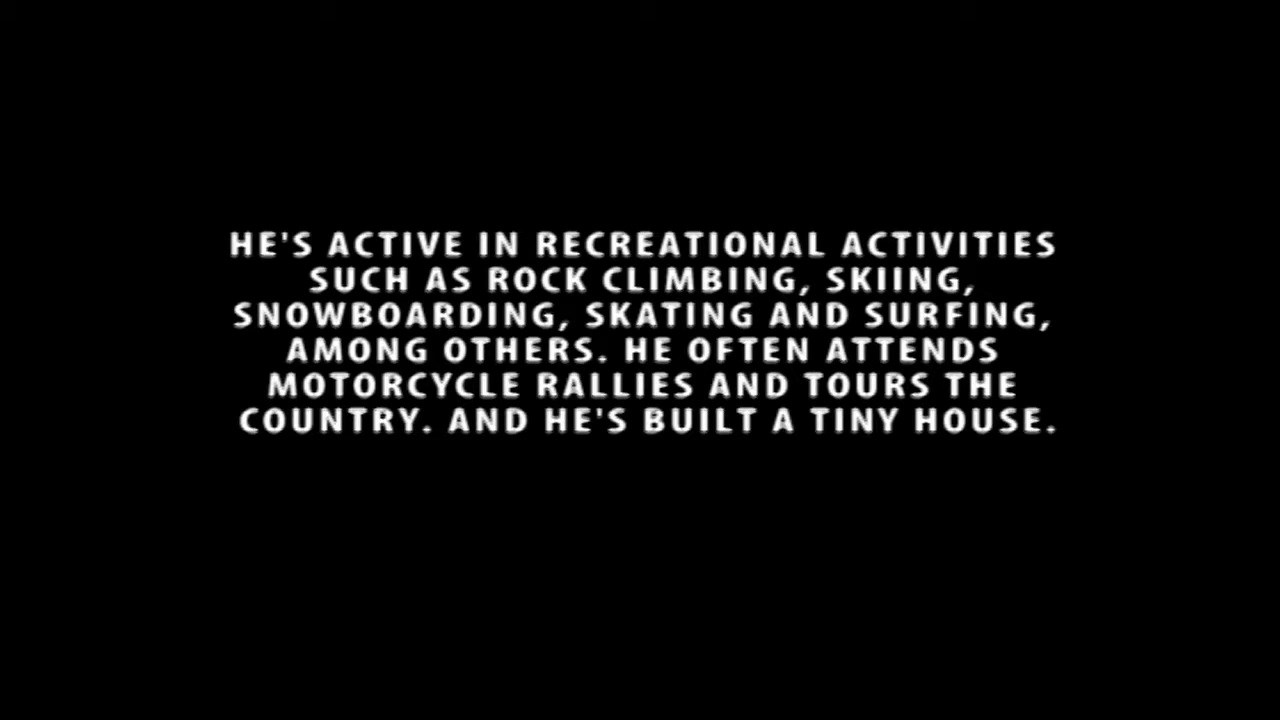 HE'S ACTIVE IN RECREATIONAL ACTIVITIES
SUCH AS ROCK CLIMBING, SKIING,
SNOWBOARDING, SKATING AND SURFING,
AMONG OTHERS. HE OFTEN ATTENDS
MOTORCYCLE RALLIES AND TOURS THE
COUNTRY. AND HE'S BUILT A TINY HOUSE.